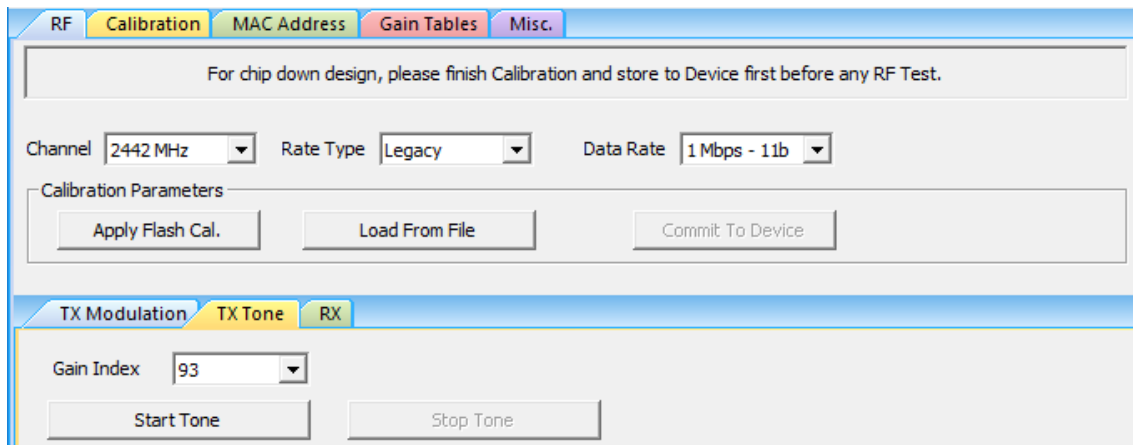 RF Calibration MAC Address Gain Tables Misc.
For chip down design, please finish Calibration and store to Device first before any RF Test.
Channel 2442 MHz Rate Type Legacy Data Rate 1 Mbps - 11b
Calibration Parameters
Apply Flash Cal. Load From File Commit To Device
TX Modulation TX Tone RX
Gain Index 93
Start Tone Stop Tone